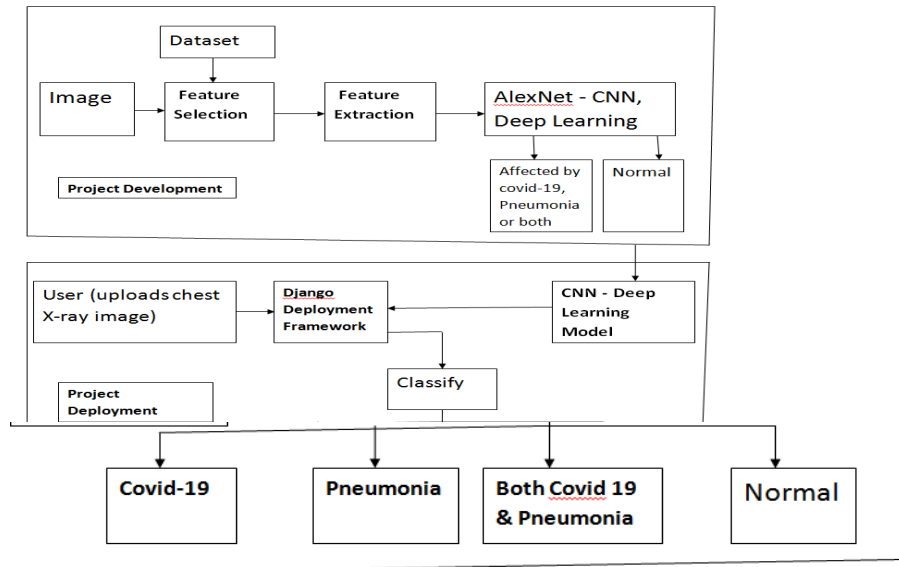 Dataset
Image
Feature
Selection
Feature
Extraction
AlexNet - CNN,
Deep Learning
Affected by
covid-19,
Pneumonia
or both
Normal
Project Development
User (uploads chest
X-ray image)
Django
Deployment
Framework
CNN - Deep
Learning
Model
Classify
Project
Deployment
Covid-19
Pneumonia
Both Covid 19
& Pneumonia
Normal